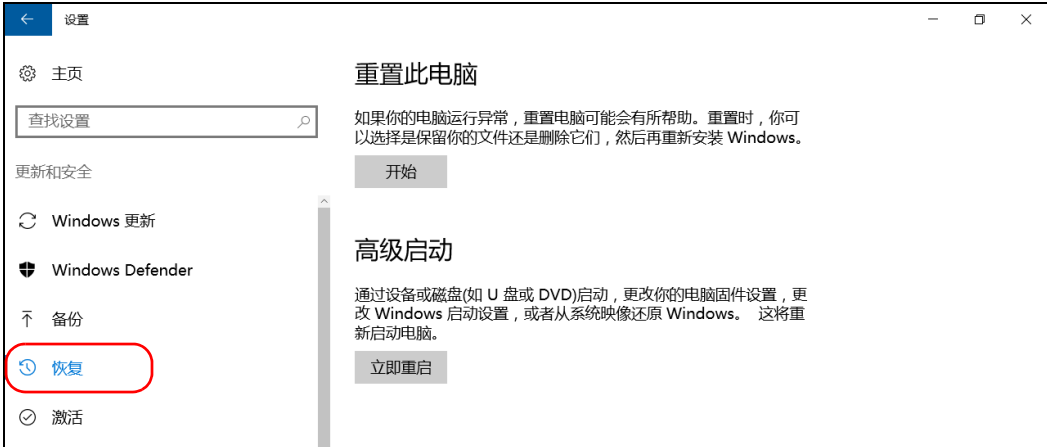 设置
主页
查找设置
更新和安全
Windows 更新
Windows Defender
备份
恢复
激活
重置此电脑
如果你的电脑运行异常，重置电脑可能会有所帮助。重置时，你可
以选择是保留你的文件还是删除它们，然后再重新安装 Windows。
开始
高级启动
通过设备或磁盘(如 U 盘或 DVD)启动，更改你的电脑固件设置，更
改 Windows 启动设置，或者从系统映像还原 Windows。 这将重
新启动电脑。
立即重启